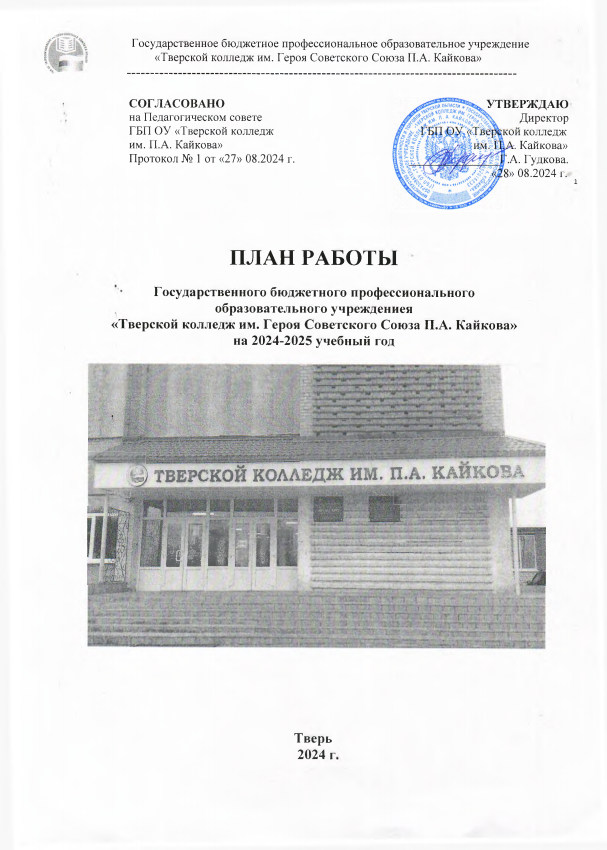 Государственное бюджетное профессиональное образовательное учреждение
«Тверской колледж им. Героя Советского Союза П.А. Кайкова»
СОГЛАСОВАНО
на Педагогическом совете
ГБП ОУ «Тверской колледж
им. П.А. Кайкова»
Протокол № 1 от «27» 08.2024 г.
УТВЕРЖДАЮ
Директор
ГБП ОУ «Тверской колледж
им. П.А. Кайкова»
Г.А. Гудкова.
«28» 08.2024 г.
1
ПЛАН РАБОТЫ
Государственного бюджетного профессионального
образовательного учреждениея
«Тверской колледж им. Героя Советского Союза П.А. Кайкова»
на 2024-2025 учебный год
ТВЕРСКОЙ КОЛЛЕДЖ ИМ. П.А. КАЙКОВА
Тверь
2024 г.